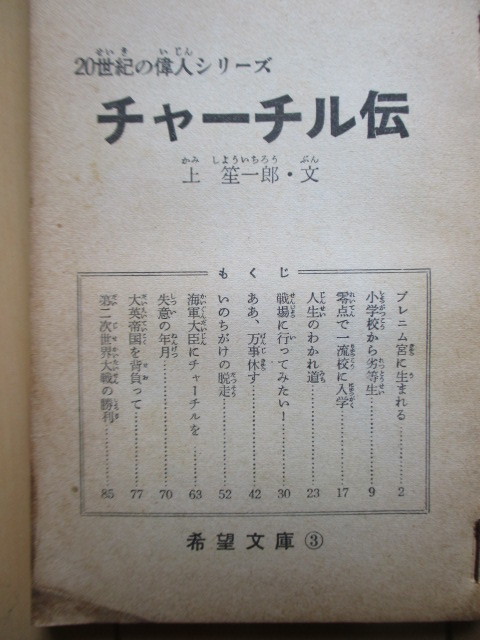 20世紀の偉人シリーズ
チャーチル伝
上 笙一郎・文
もくじ
ブレニム宮に生まれる…………2
小学校から劣等生…………9
零点で一流校に入学…………17
人生のわかれ道…………23
戦場に行ってみたい!…………30
ああ、万事休す…………42
いのちがけの脱走…………52
海軍大臣にチャーチルを…………63
失意の年月…………70
大英帝国を背負って…………77
第二次世界大戦の勝利…………85
希望文庫③